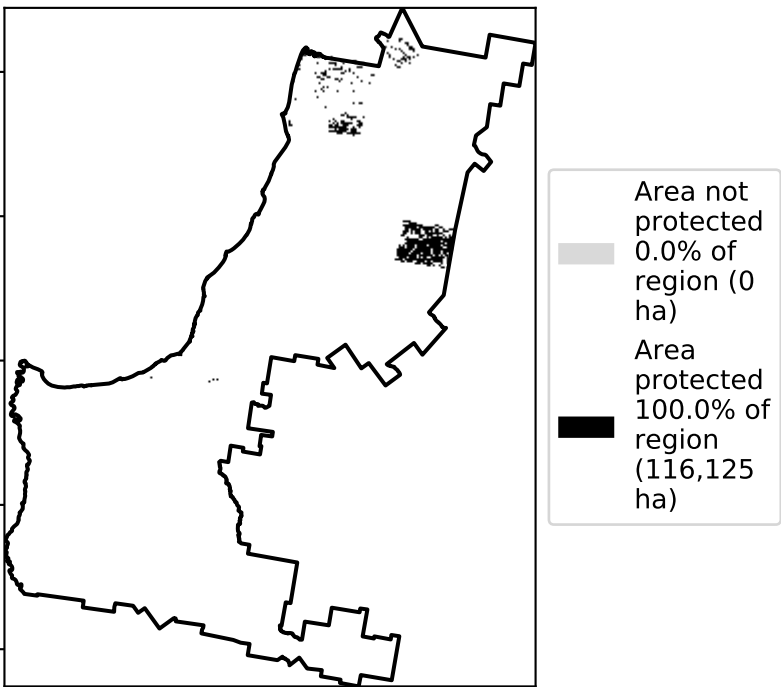 Area not
protected
0.0% of
region (0
ha)
Area
protected
100.0% of
region
(116,125
ha)